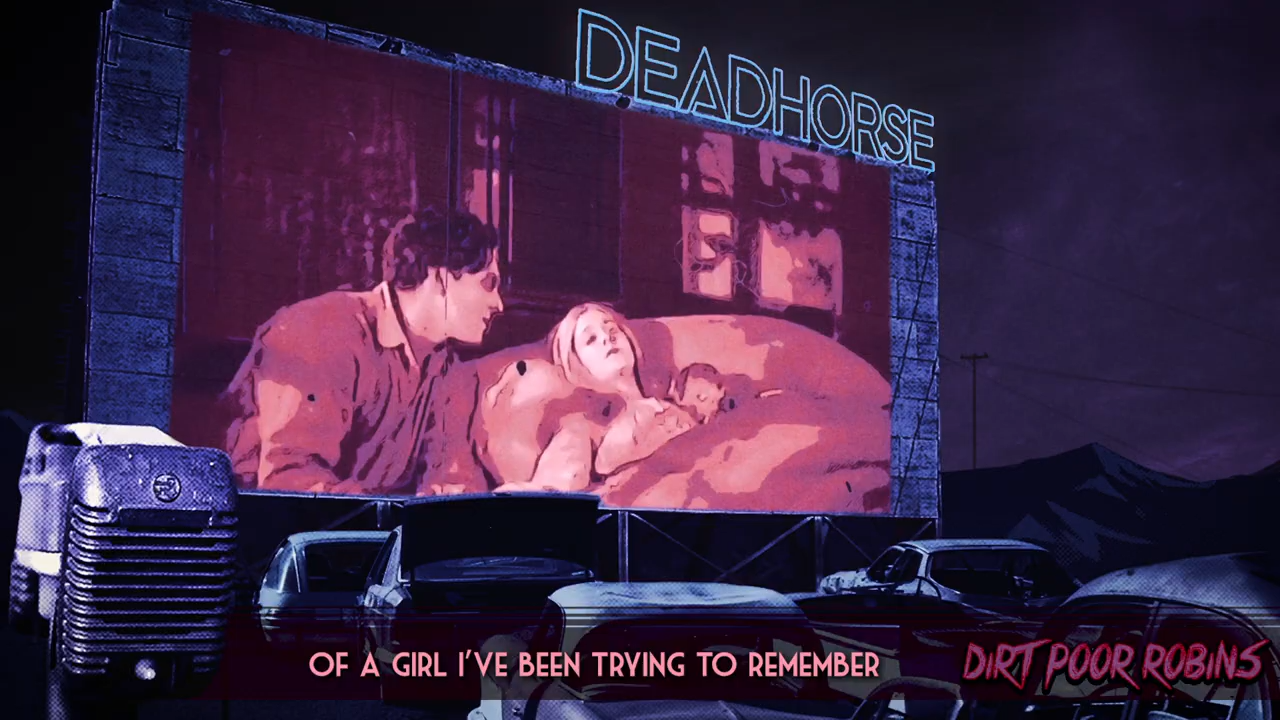 DEADHORSE
OF A GIRL I'VE BEEN TRYING TO REMEMBER
DIRT POOR ROBINS